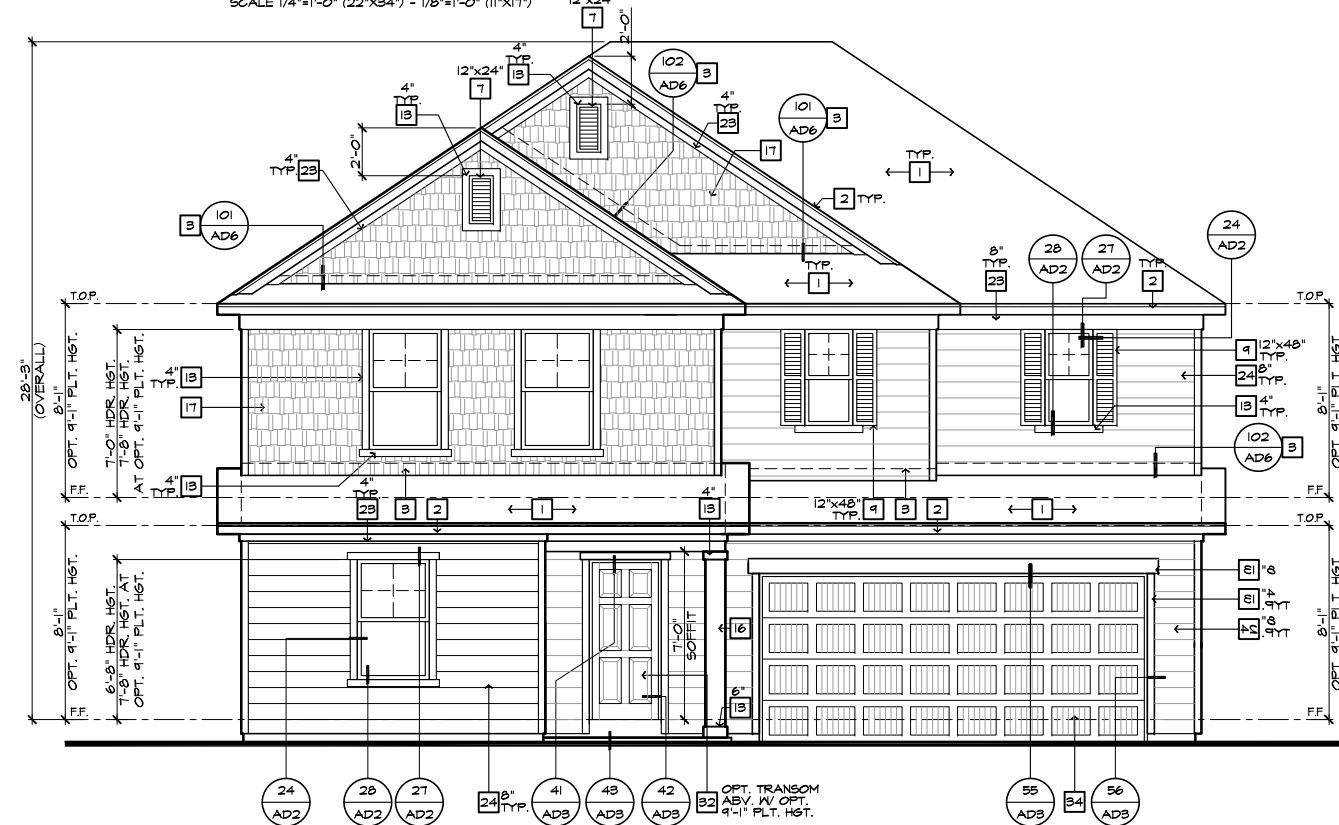 SCALE 1/4"=1'-0" (22"X34") - 1/8"=1'-0" (11"X17")
12"x24"
7
2'-0"
4"
TYP.
13
102
AD6
3
12"x24"
7
4"
TYP.
13
4"
TYP.
23
101
AD6
3
2'-0"
17
TYP.
1
4"
TYP.
23
2
TYP.
3
101
AD6
24
AD2
28
AD2
27
AD2
8"
TYP.
23
TYP.
2
TYP.
1
T.O.P.
T.O.P.
28'-3"
(OVERALL)
8'-1"
OPT. 9'-1" PLT. HGT.
7'-0" HDR. HGT.
7'-8" HDR. HGT.
AT OPT. 9'-1" PLT. HGT.
4"
TYP.
13
17
4"
TYP.
13
9
12"x48"
TYP.
24
8"
TYP.
13
4"
TYP.
102
AD6
3
8'-1"
OPT. 9'-1" PLT. HGT.
F.F.
F.F.
4"
TYP.
23
3
2
1
4"
13
12"x48"
TYP.
9
3
2
1
T.O.P.
T.O.P.
8'-1"
OPT. 9'-1" PLT. HGT.
6'-8" HDR. HGT.
7'-8" HDR. HGT. AT
OPT. 9'-1" PLT. HGT.
7'-0"
SOFFIT
16
6"
13
8"
13
4"
TYP.
13
8"
TYP.
24
8'-1"
OPT. 9'-1" PLT. HGT.
F.F.
F.F.
24
AD2
28
AD2
27
AD2
24
8"
TYP.
41
AD3
43
AD3
42
AD3
32
OPT. TRANSOM
ABV. W/ OPT.
9'-1" PLT. HGT.
55
AD3
34
56
AD3